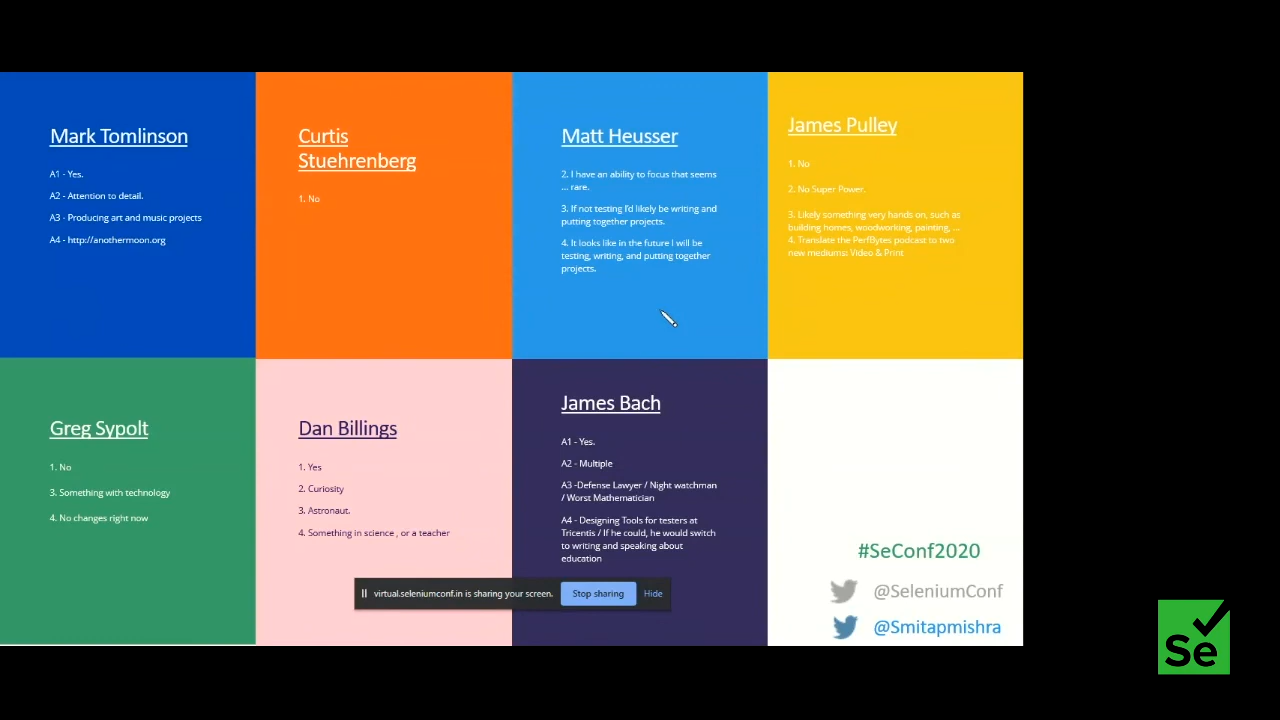 Mark Tomlinson
A1 - Yes.
A2 - Attention to detail.
A3 - Producing art and music projects
A4 - http://anothermoon.org
Curtis
Stuehrenberg
1. No
Matt Heusser
2. I have an ability to focus that seems
... rare.
3. If not testing I'd likely be writing and
putting together projects.
4. It looks like in the future I will be
testing, writing, and putting together
projects.
James Pulley
1. No
2. No Super Power.
3. Likely something very hands on, such as
building homes, woodworking, painting, ...
4. Translate the PerfBytes podcast to two
new mediums: Video & Print
Greg Sypolt
1. No
3. Something with technology
4. No changes right now
Dan Billings
1. Yes
2. Curiosity
3. Astronaut.
4. Something in science , or a teacher
James Bach
A1 - Yes.
A2 - Multiple
A3 -Defense Lawyer / Night watchman
/ Worst Mathematician
A4 - Designing Tools for testers at
Tricentis / If he could, he would switch
to writing and speaking about
education
#SeConf2020
@SeleniumConf
@Smitapmishra
virtual.seleniumconf.in is sharing your screen.
Stop sharing
Hide
Se